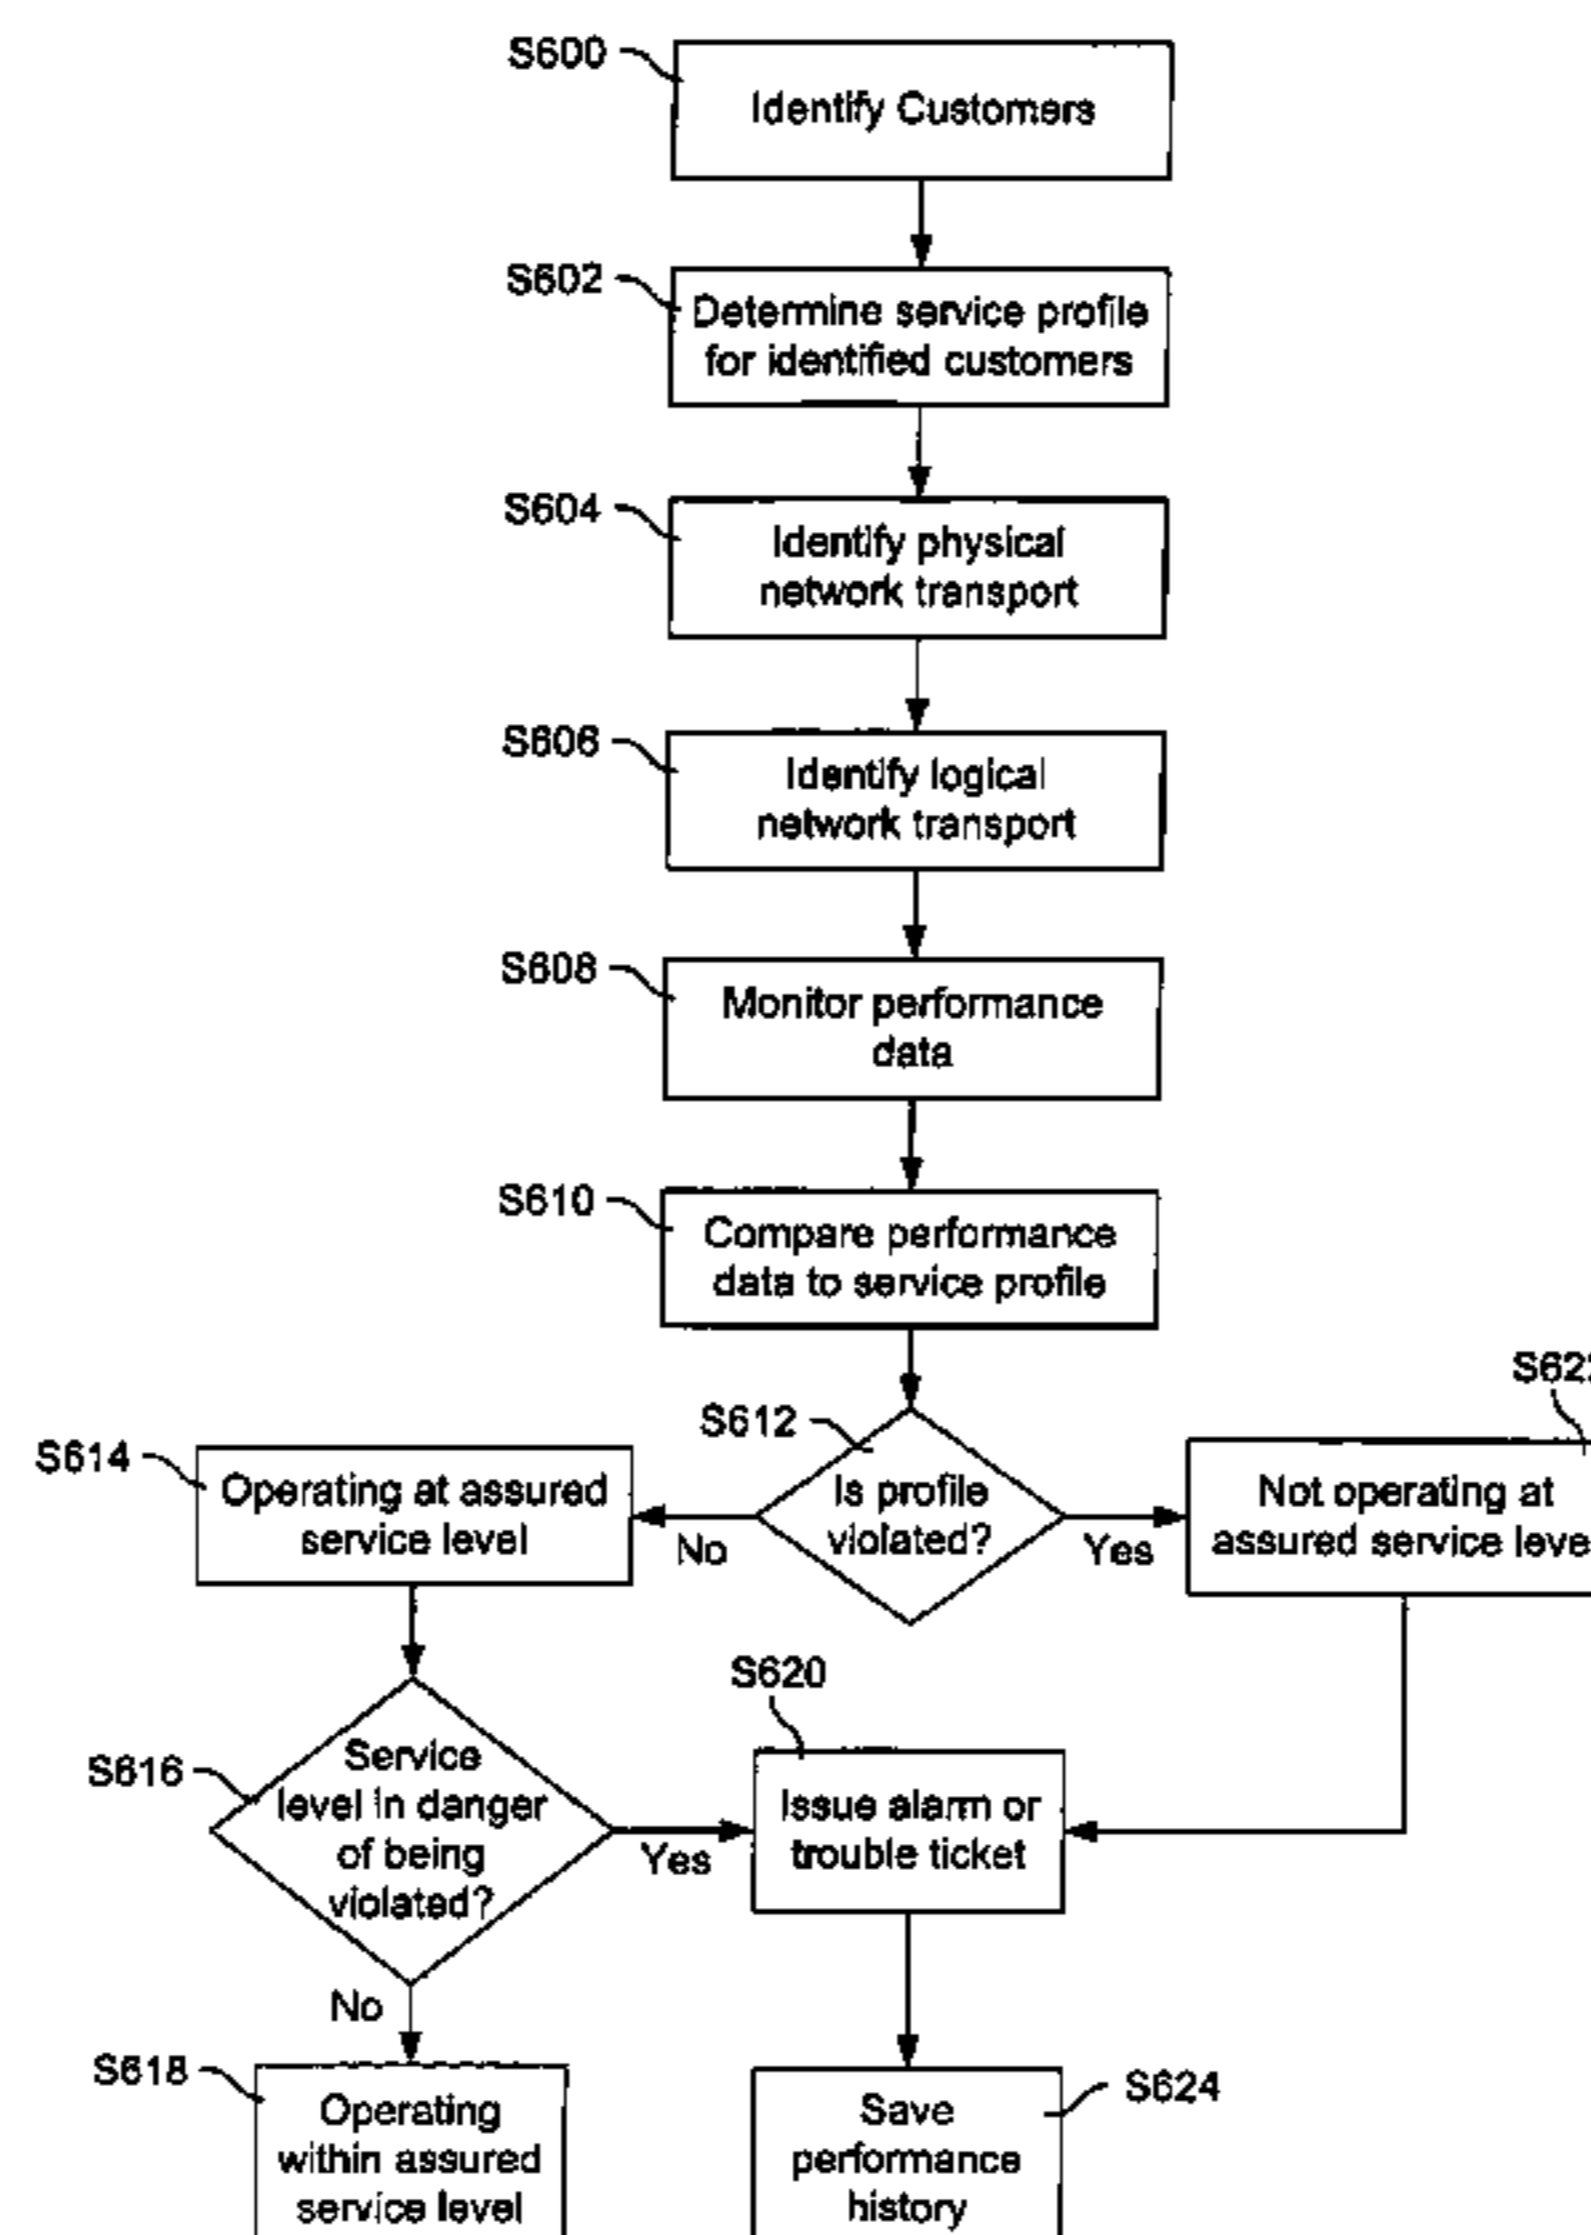 S600
Identify Customers
S602
Determine service profile
for identified customers
S604
Identify physical
network transport
S606
Identify logical
network transport
S608
Monitor performance
data
S610
Compare performance
data to service profile
S612
Is profile
violated?
No
Yes
S614
Operating at assured
service level
Not operating at
assured service
S616
Service
level in danger
of being
violated?
Yes
No
S620
Issue alarm or
trouble ticket
S618
Operating
within assured
service level
S624
Save
performance
history